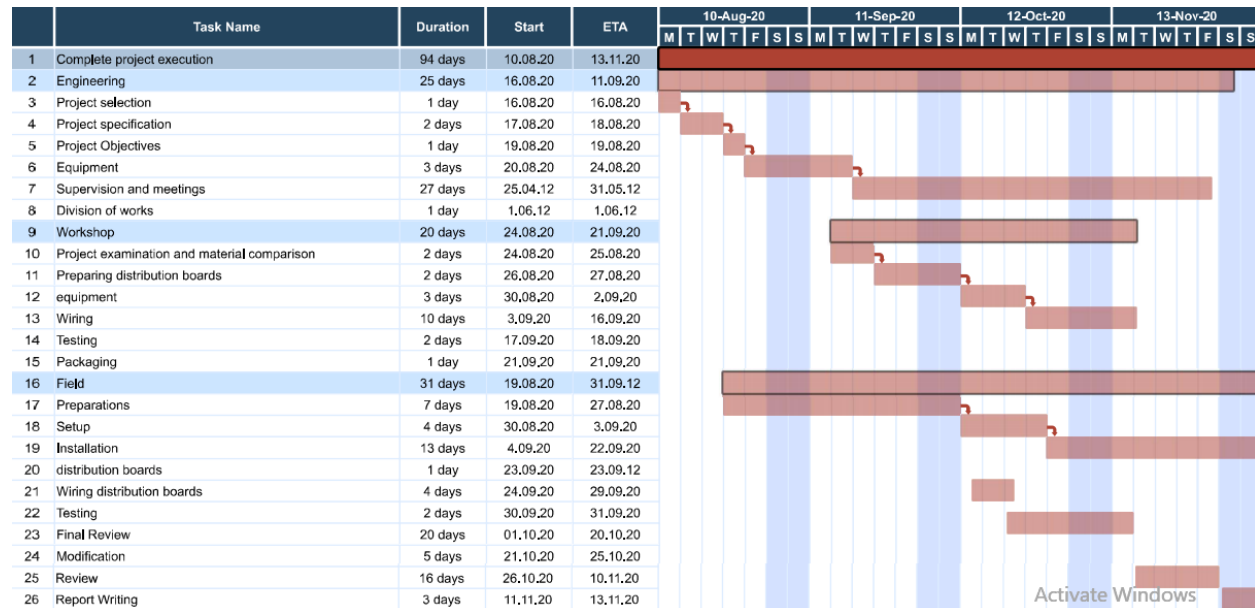 10-Aug-20 11-Sep-20 12-Oct-20 13-Nov-20
Task Name Duration Start ETA
M T W T F S S M T W T F S S M T W T F S S M T W T F S S
1 Complete project execution 94 days 10.08.20 13.11.20
2 Engineering 25 days 16.08.20 11.09.20
3 Project selection 1 day 16.08.20 16.08.20
4 Project specification 2 days 17.08.20 18.08.20
5 Project Objectives 1 day 19.08.20 19.08.20
6 Equipment 3 days 20.08.20 24.08.20
7 Supervision and meetings 27 days 25.04.12 31.05.12
8 Division of works 1 day 1.06.12 1.06.12
9 Workshop 20 days 24.08.20 21.09.20
10 Project examination and material comparison 2 days 24.08.20 25.08.20
11 Preparing distribution boards 2 days 26.08.20 27.08.20
12 equipment 3 days 30.08.20 2.09.20
13 Wiring 10 days 3.09.20 16.09.20
14 Testing 2 days 17.09.20 18.09.20
15 Packaging 1 day 21.09.20 21.09.20
16 Field 31 days 19.08.20 31.09.12
17 Preparations 7 days 19.08.20 27.08.20
18 Setup 4 days 30.08.20 3.09.20
19 Installation 13 days 4.09.20 22.09.20
20 distribution boards 1 day 23.09.20 23.09.12
21 Wiring distribution boards 4 days 24.09.20 29.09.20
22 Testing 2 days 30.09.20 31.09.20
23 Final Review 20 days 01.10.20 20.10.20
24 Modification 5 days 21.10.20 25.10.20
25 Review 16 days 26.10.20 10.11.20
26 Report Writing 3 days 11.11.20 13.11.20
Activate Windows